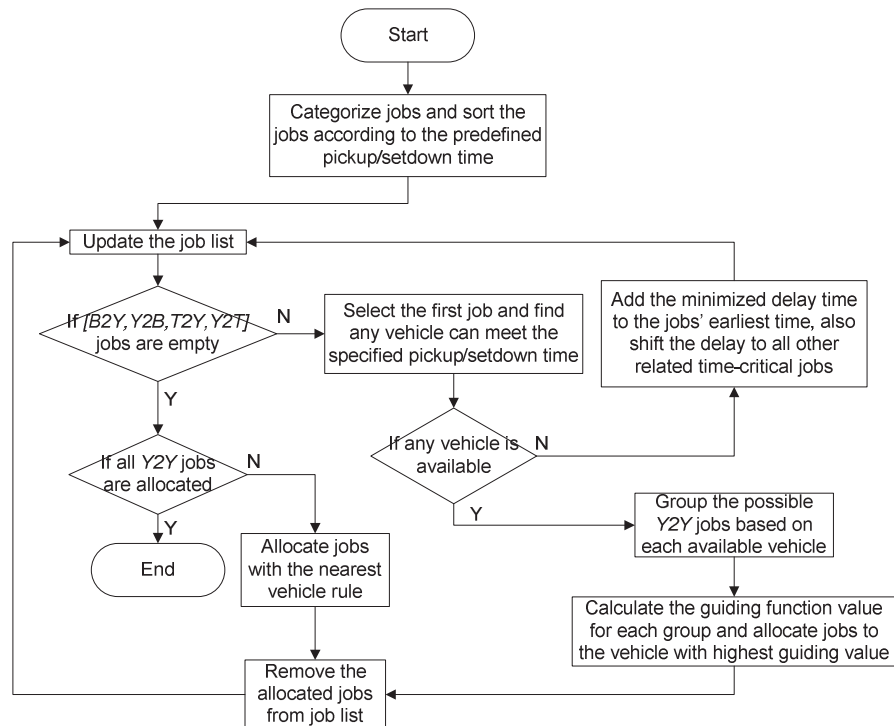 Start
Categorize jobs and sort the
jobs according to the predefined
pickup/setdown time
Update the job list
If [B2Y,Y2B,T2Y,Y2T]
jobs are empty
N
Y
Select the first job and find
any vehicle can meet the
specified pickup/setdown time
Add the minimized delay time
to the jobs' earliest time, also
shift the delay to all other
related time-critical jobs
If any vehicle is
available
N
Y
If all Y2Y jobs
are allocated
N
Y
End
Allocate jobs
with the nearest
vehicle rule
Group the possible
Y2Y jobs based on
each available vehicle
Calculate the guiding function value
for each group and allocate jobs to
the vehicle with highest guiding value
Remove the
allocated jobs
from job list